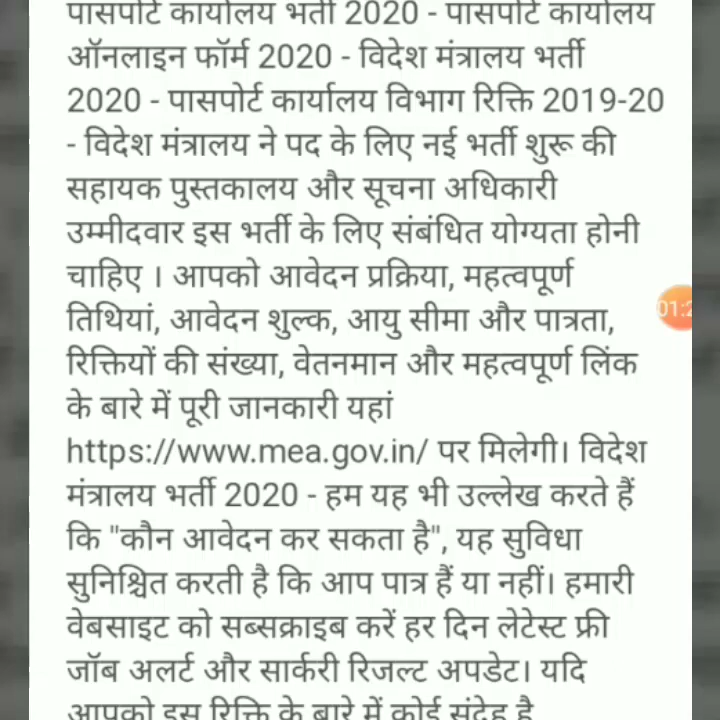 पासपोर्ट कार्यालय भर्ती 2020 - पासपोर्ट कार्यालय
ऑनलाइन फॉर्म 2020 - विदेश मंत्रालय भर्ती
2020 - पासपोर्ट कार्यालय विभाग रिक्ति 2019-20
- विदेश मंत्रालय ने पद के लिए नई भर्ती शुरू की
सहायक पुस्तकालय और सूचना अधिकारी
उम्मीदवार इस भर्ती के लिए संबंधित योग्यता होनी
चाहिए । आपको आवेदन प्रक्रिया, महत्वपूर्ण
तिथियां, आवेदन शुल्क, आयु सीमा और पात्रता,
रिक्तियों की संख्या, वेतनमान और महत्वपूर्ण लिंक
के बारे में पूरी जानकारी यहां
https://www.mea.gov.in/ पर मिलेगी। विदेश
मंत्रालय भर्ती 2020 - हम यह भी उल्लेख करते हैं
कि "कौन आवेदन कर सकता है", यह सुविधा
सुनिश्चित करती है कि आप पात्र हैं या नहीं। हमारी
वेबसाइट को सब्सक्राइब करें हर दिन लेटेस्ट फ्री
जॉब अलर्ट और सार्करी रिजल्ट अपडेट। यदि
आपको इस रिक्ति के बारे में कोई संदेह है